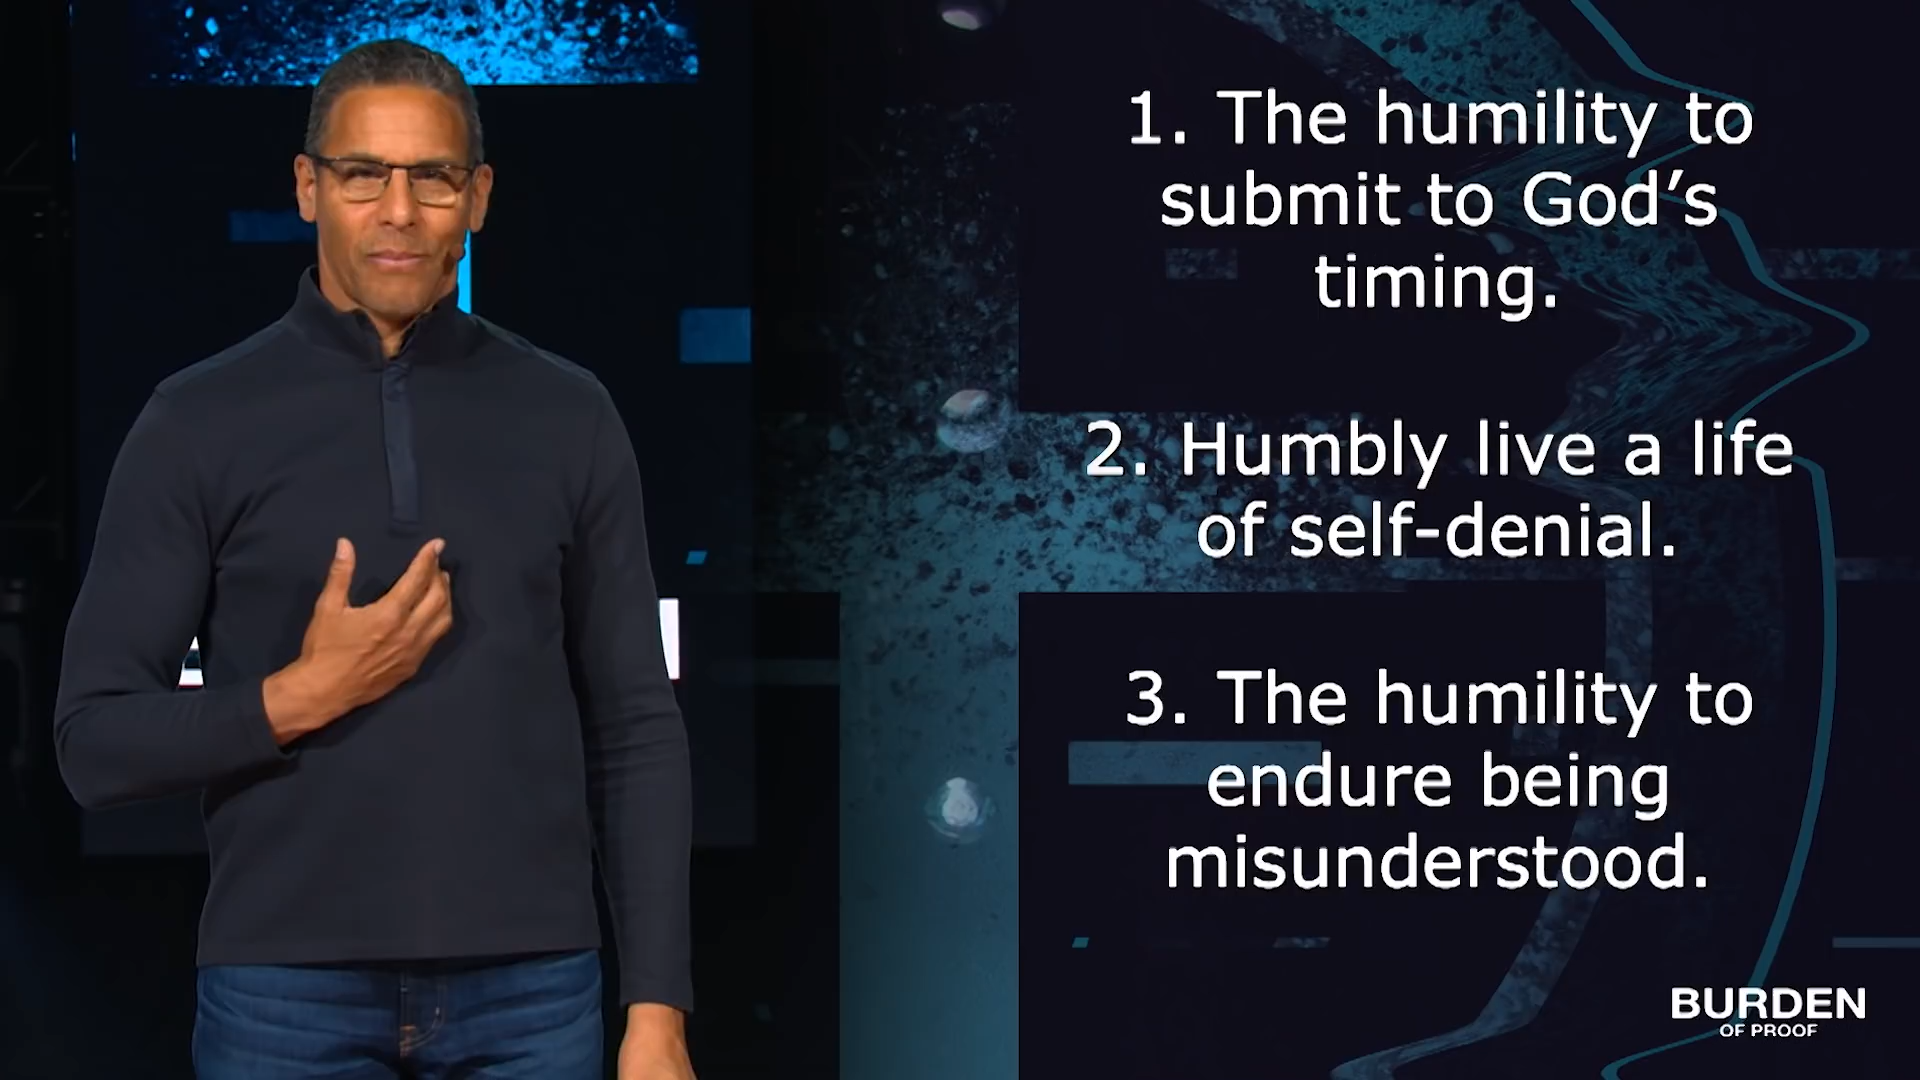 1. The humility to
submit to God’s
timing.
2. Humbly live a life
of self-denial.
3. The humility to
endure being
misunderstood.
BURDEN
OF PROOF